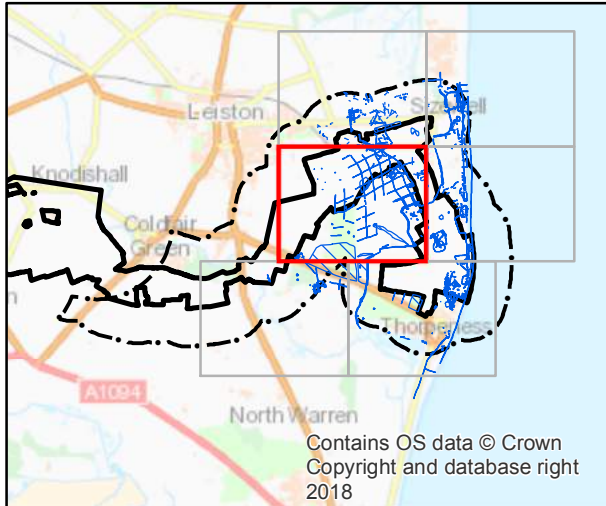 Leiston
Sizewell
Knodishall
Coldfair
Green
Thorpeness
A1094
North Warren
Contains OS data © Crown
Copyright and database right
2018